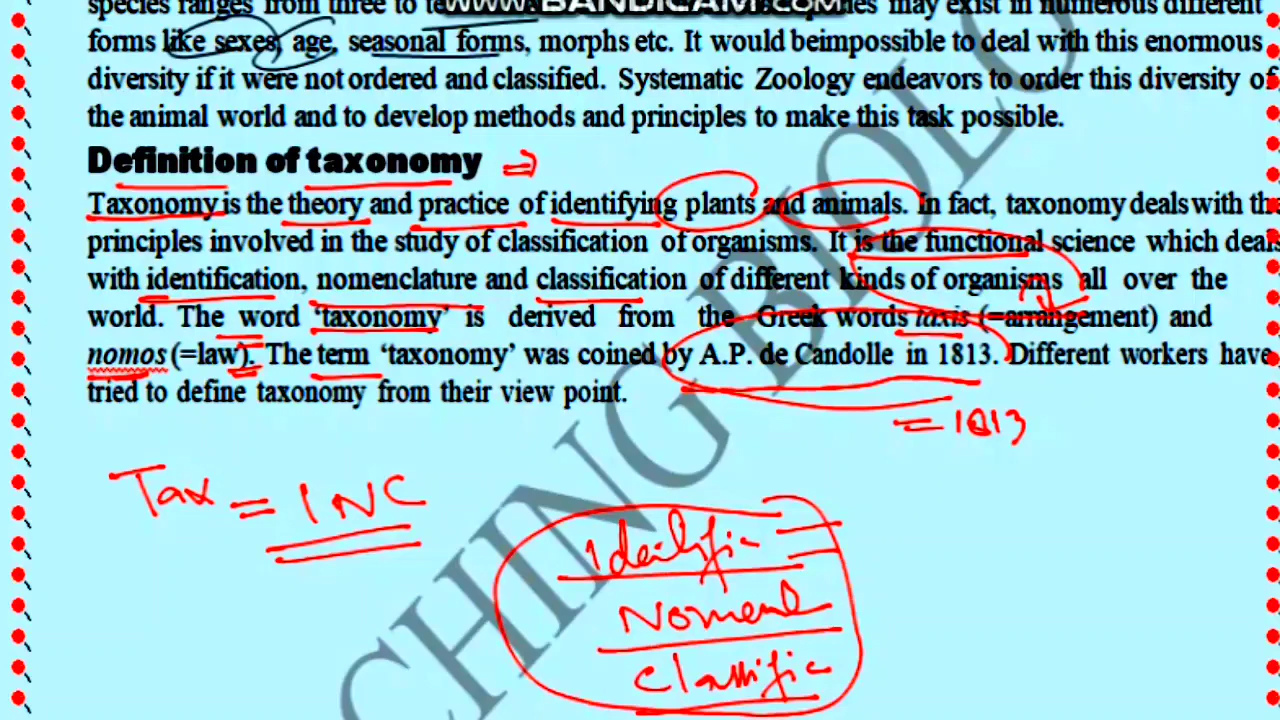 species ranges from three to
WWW.BANDICAM.COM
may exist in numerous different
forms like sexes, age, seasonal forms, morphs etc. It would beimpossible to deal with this enormous
diversity if it were not ordered and classified. Systematic Zoology endeavors to order this diversity of
the animal world and to develop methods and principles to make this task possible.
Definition of taxonomy
Taxonomy is the theory and practice of identifying plants and animals. In fact, taxonomy deals with the
principles involved in the study of classification of organisms. It is the functional science which deals
with identification, nomenclature and classification of different kinds of organisms all over the
world. The word ‘taxonomy’ is derived from the Greek words taxis (=arrangement) and
nomos (=law). The term ‘taxonomy’ was coined by A.P. de Candolle in 1813. Different workers have
tried to define taxonomy from their view point.
= 1813
Tax = INC
Identific
Nomenl
Classific
CHING BIOLO